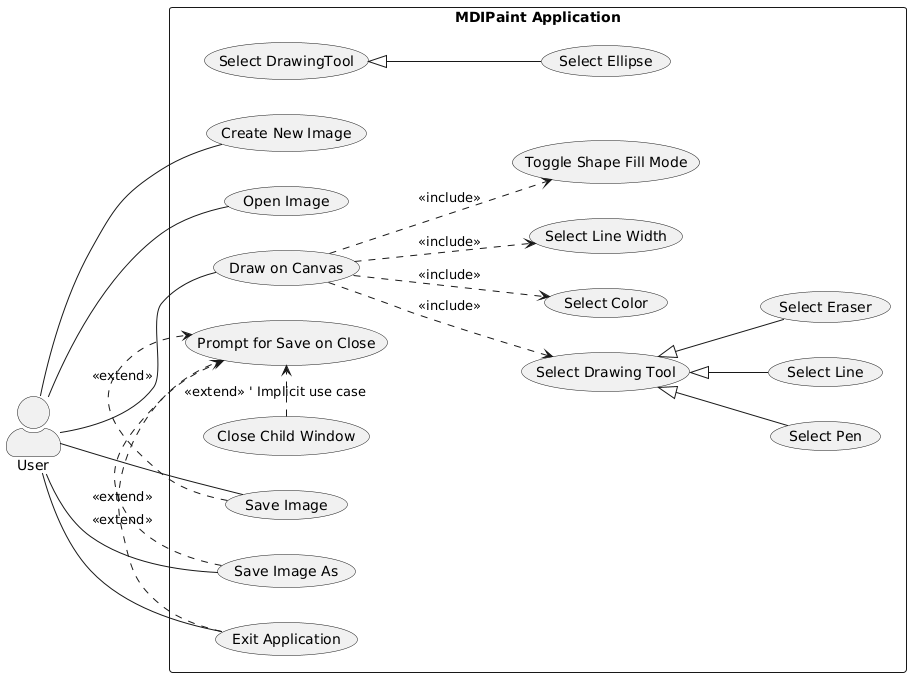 MDIPaint Application
Select DrawingTool
Select Ellipse
Create New Image
Toggle Shape Fill Mode
Open Image
«include»
Select Line Width
«include»
Draw on Canvas
«include»
Select Color
«include»
Select Eraser
Prompt for Save on Close
Select Drawing Tool
Select Line
«extend»
«extend» ' Implicit use case
Close Child Window
Select Pen
User
«extend»
Save Image
«extend»
Save Image As
Exit Application